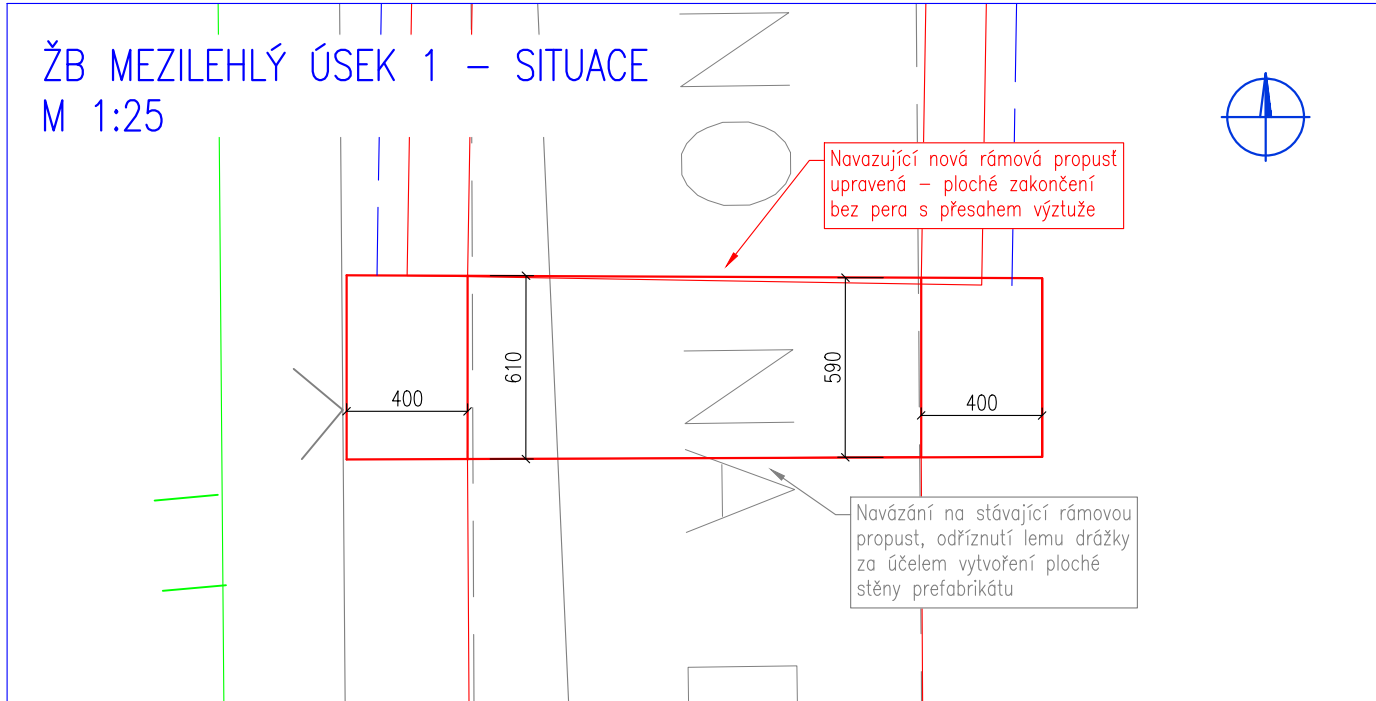 ŽB MEZILEHLÝ ÚSEK 1 – SITUACE
M 1:25
Navazující nová rámová propusť
upravená – ploché zakončení
bez pera s přesahem výztuže
400
610
590
400
Navázání na stávající rámovou
propust, odříznutí lemu drážky
za účelem vytvoření ploché
stěny prefabrikátu